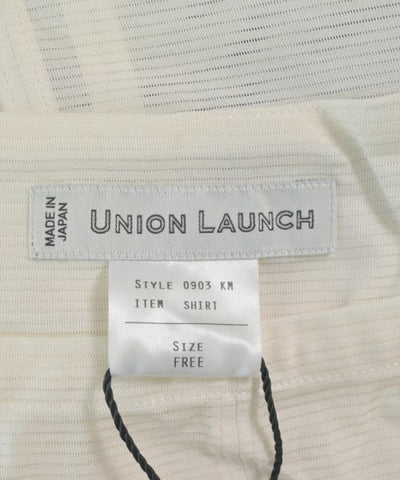 MADE IN
JAPAN
UNION LAUNCH
STYLE 0903 KM
ITEM SHIRT
SIZE
FREE